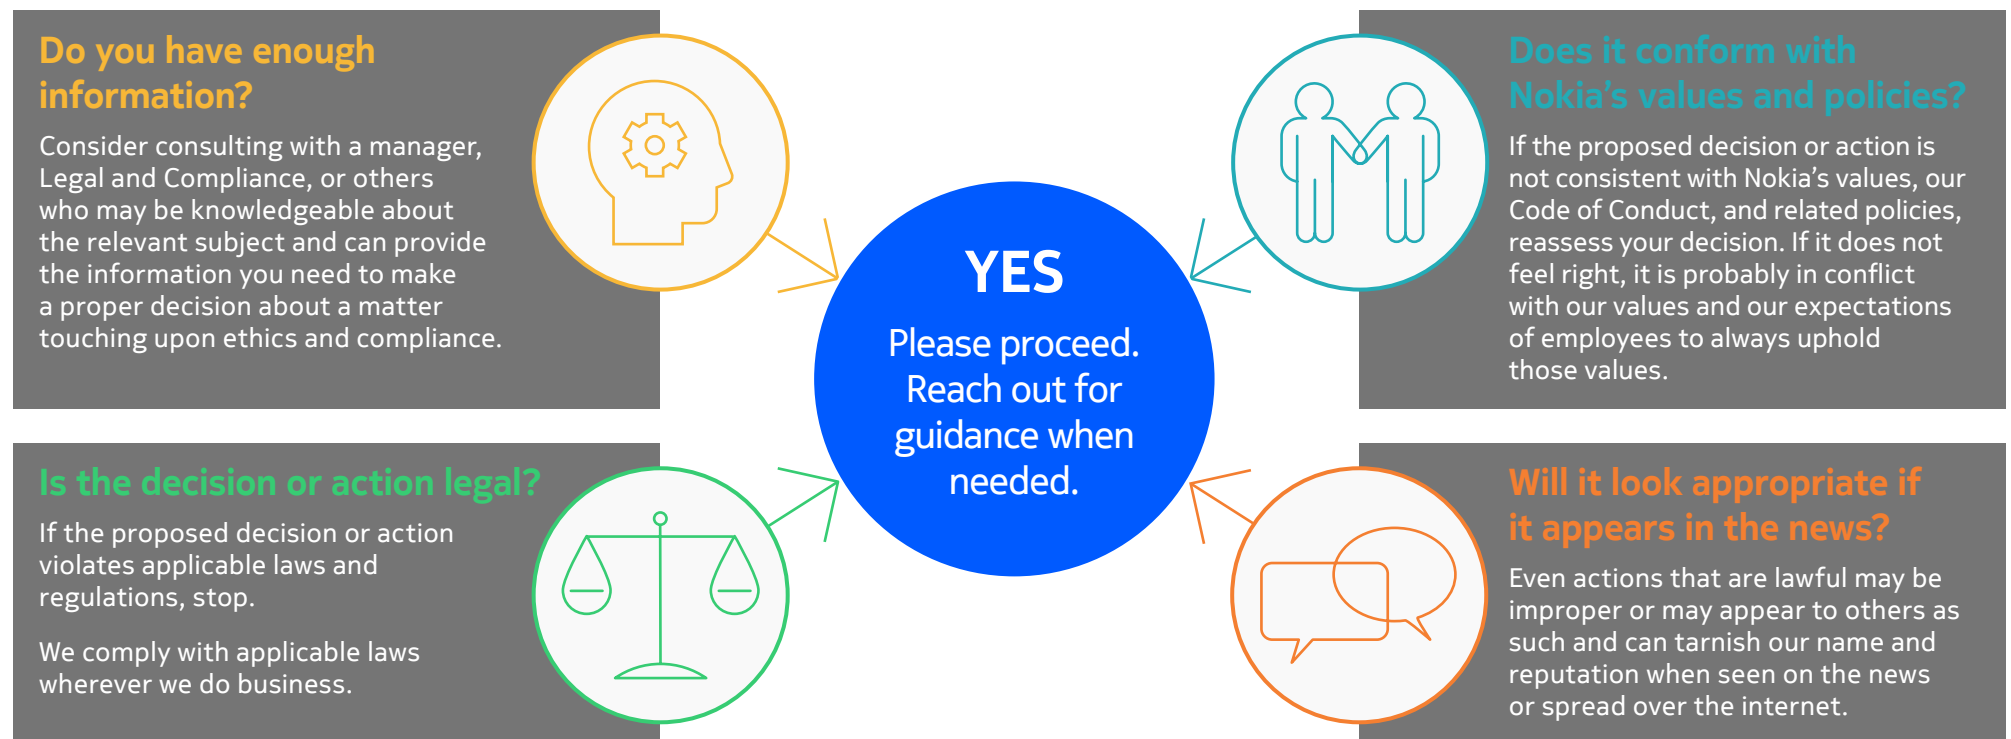 Do you have enough
information?
Consider consulting with a manager,
Legal and Compliance, or others
who may be knowledgeable about
the relevant subject and can provide
the information you need to make
a proper decision about a matter
touching upon ethics and compliance.
Does it conform with
Nokia's values and policies?
If the proposed decision or action is
not consistent with Nokia's values, our
Code of Conduct, and related policies,
reassess your decision. If it does not
feel right, it is probably in conflict
with our values and our expectations
of employees to always uphold
those values.
YES
Please proceed.
Reach out for
guidance when
needed.
Is the decision or action legal?
If the proposed decision or action
violates applicable laws and
regulations, stop.
We comply with applicable laws
wherever we do business.
Will it look appropriate if
it appears in the news?
Even actions that are lawful may be
improper or may appear to others as
such and can tarnish our name and
reputation when seen on the news
or spread over the internet.